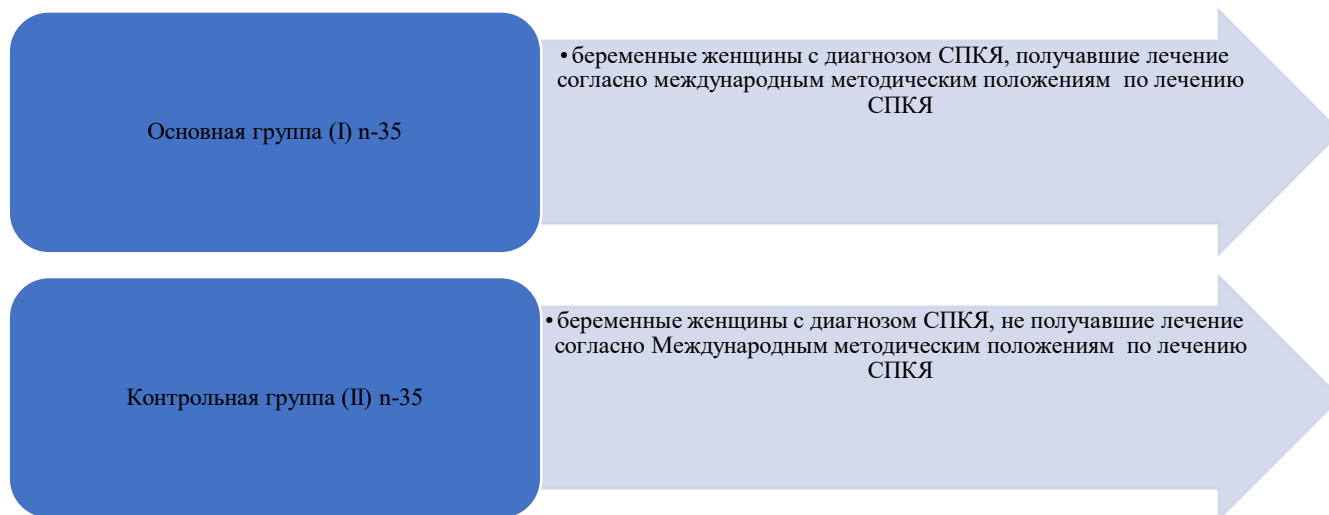 Основная группа (I) n-35
• беременные женщины с диагнозом СПКЯ, получавшие лечение
согласно международным методическим положениям по лечению
СПКЯ
Контрольная группа (II) n-35
• беременные женщины с диагнозом СПКЯ, не получавшие лечение
согласно Международным методическим положениям по лечению
СПКЯ